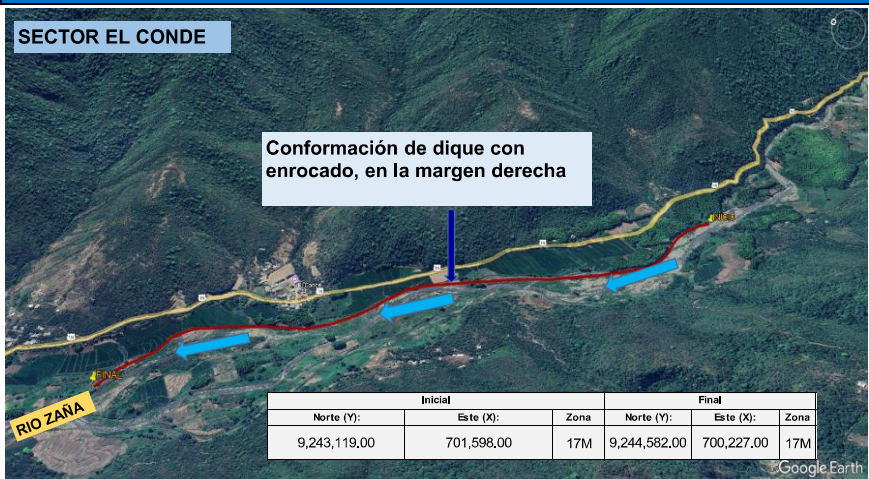 SECTOR EL CONDE
Conformación de dique con
enrocado, en la margen derecha
INICIO
El Conde
FINAL
RIO ZAÑA
Inicial Final
Norte (Y): Este (X): Zona Norte (Y): Este (X): Zona
9,243,119.00 701,598.00 17M 9,244,582.00 700,227.00 17M
Google Earth